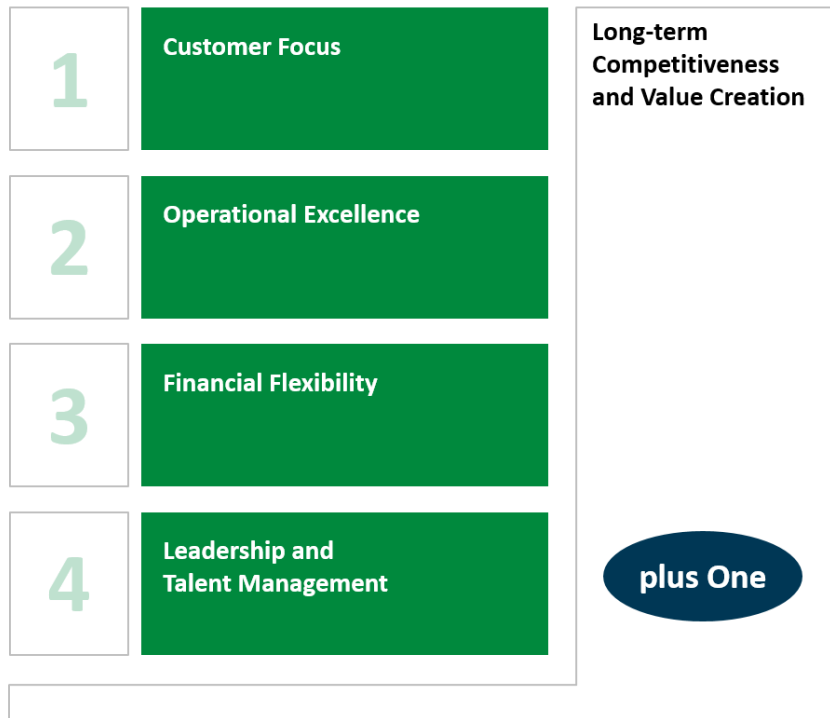 1
Customer Focus
2
Operational Excellence
3
Financial Flexibility
4
Leadership and
Talent Management
Long-term
Competitiveness
and Value Creation
plus One